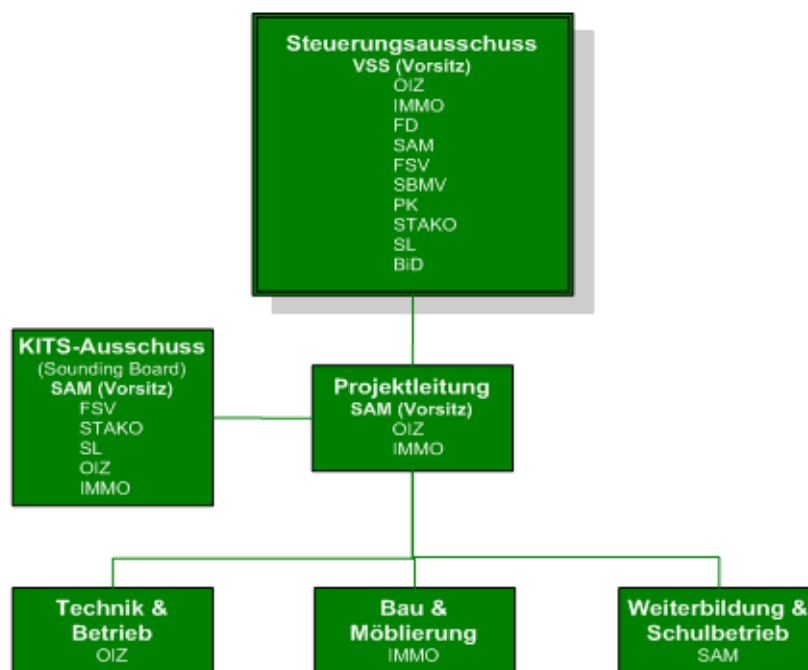 Steuerungsausschuss
VSS (Vorsitz)
OIZ
IMMO
FD
SAM
FSV
SBMV
PK
STAKO
SL
BiD
KITS-Ausschuss
(Sounding Board)
SAM (Vorsitz)
FSV
STAKO
SL
OIZ
IMMO
Projektleitung
SAM (Vorsitz)
OIZ
IMMO
Technik &
Betrieb
OIZ
Bau &
Möblierung
IMMO
Weiterbildung &
Schulbetrieb
SAM